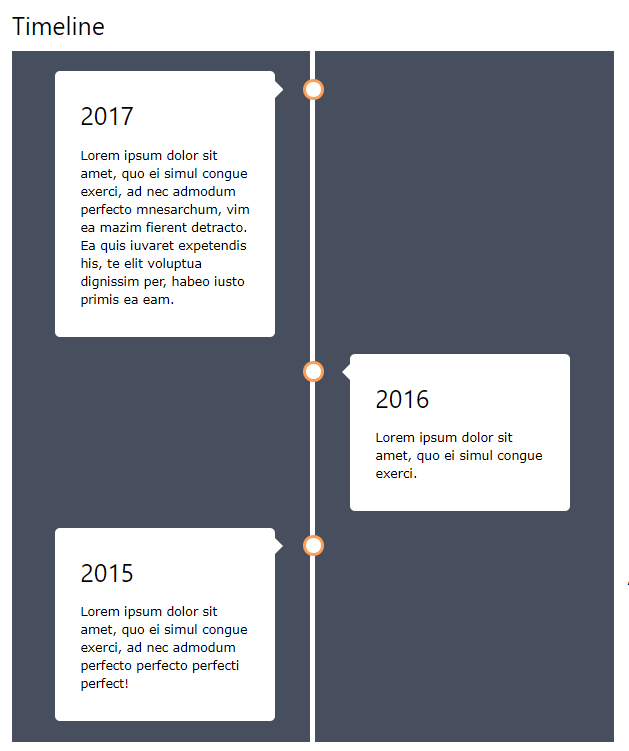 Timeline
2017
Lorem ipsum dolor sit
amet, quo ei simul congue
exerci, ad nec admodum
perfecto mnesarchum, vim
ea mazim fierent detracto.
Ea quis iuvaret expetendis
his, te elit voluptua
dignissim per, habeo iusto
primis ea eam.
2016
Lorem ipsum dolor sit
amet, quo ei simul congue
exerci.
2015
Lorem ipsum dolor sit
amet, quo ei simul congue
exerci, ad nec admodum
perfecto perfecto perfecti
perfect!